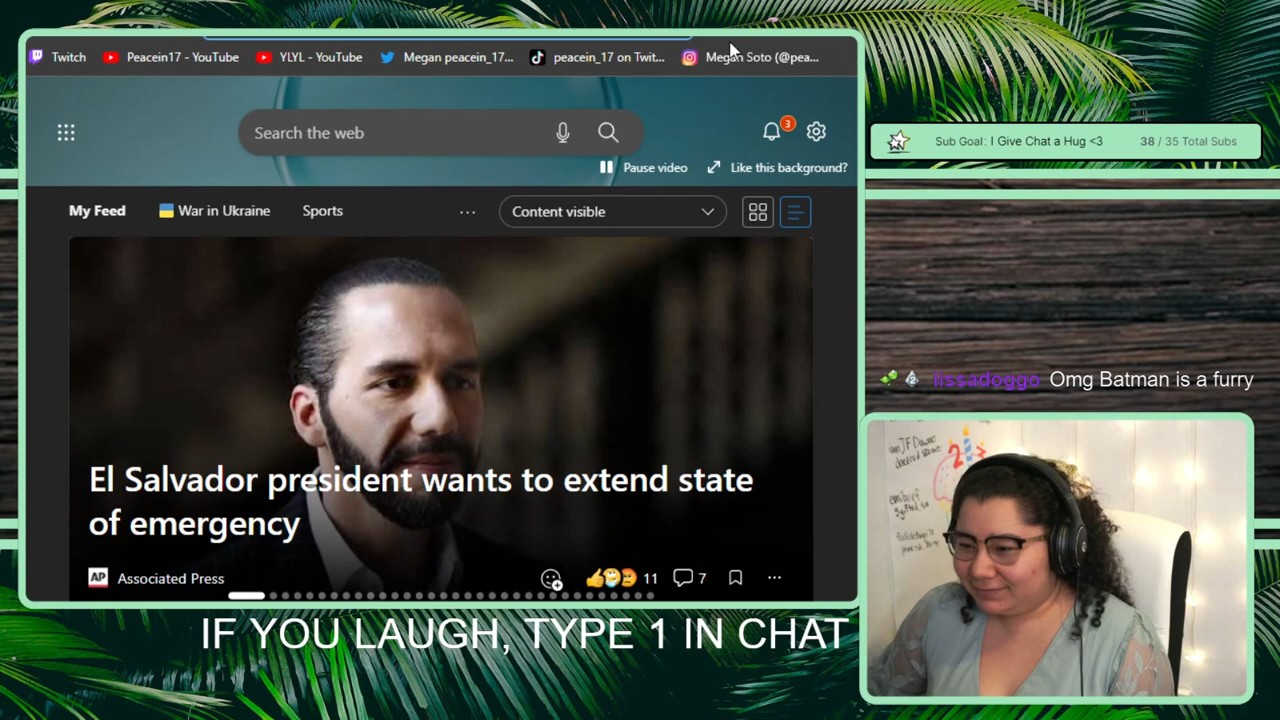 Twitch
Peacein17 - YouTube
YLYL - YouTube
Megan peacein_17...
peacein_17 on Twit...
Megan Soto (@pea...
Search the web
3
Pause video
Like this background?
My Feed
War in Ukraine
Sports
...
Content visible
El Salvador president wants to extend state
of emergency
AP
Associated Press
11
7
...
IF YOU LAUGH, TYPE 1 IN CHAT
Sub Goal: I Give Chat a Hug <3
38 / 35 Total Subs
lissadoggo Omg Batman is a furry